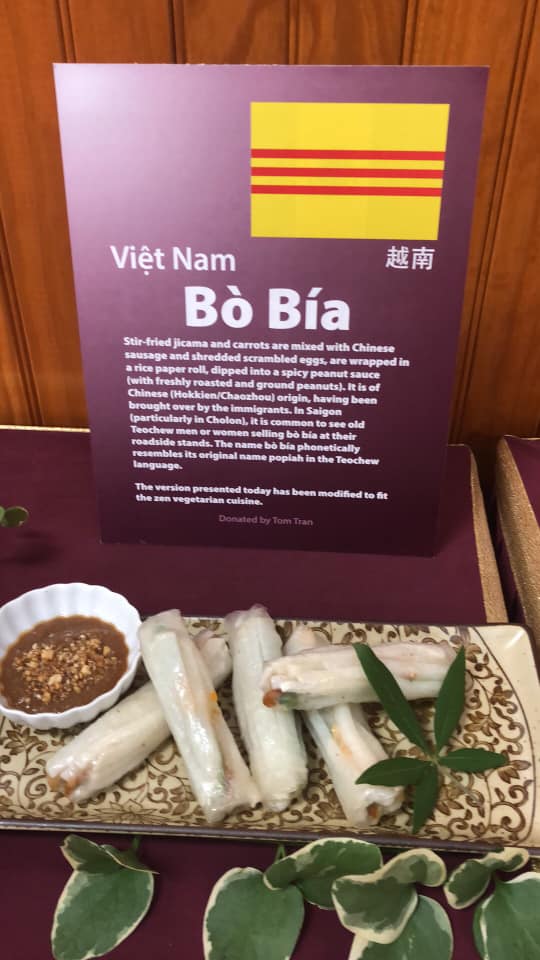 Việt Nam
越南
Bò Bía
Stir-fried jicama and carrots are mixed with Chinese
sausage and shredded scrambled eggs, are wrapped in
a rice paper roll, dipped into a spicy peanut sauce
(with freshly roasted and ground peanuts). It is of
Chinese (Hokkien/Chaozhou) origin, having been
brought over by the immigrants. In Saigon
(particularly in Cholon), it is common to see old
Teochew men or women selling bò bía at their
roadside stands. The name bò bía phonetically
resembles its original name popiah in the Teochew
language.
The version presented today has been modified to fit
the zen vegetarian cuisine.
Donated by Tom Tran